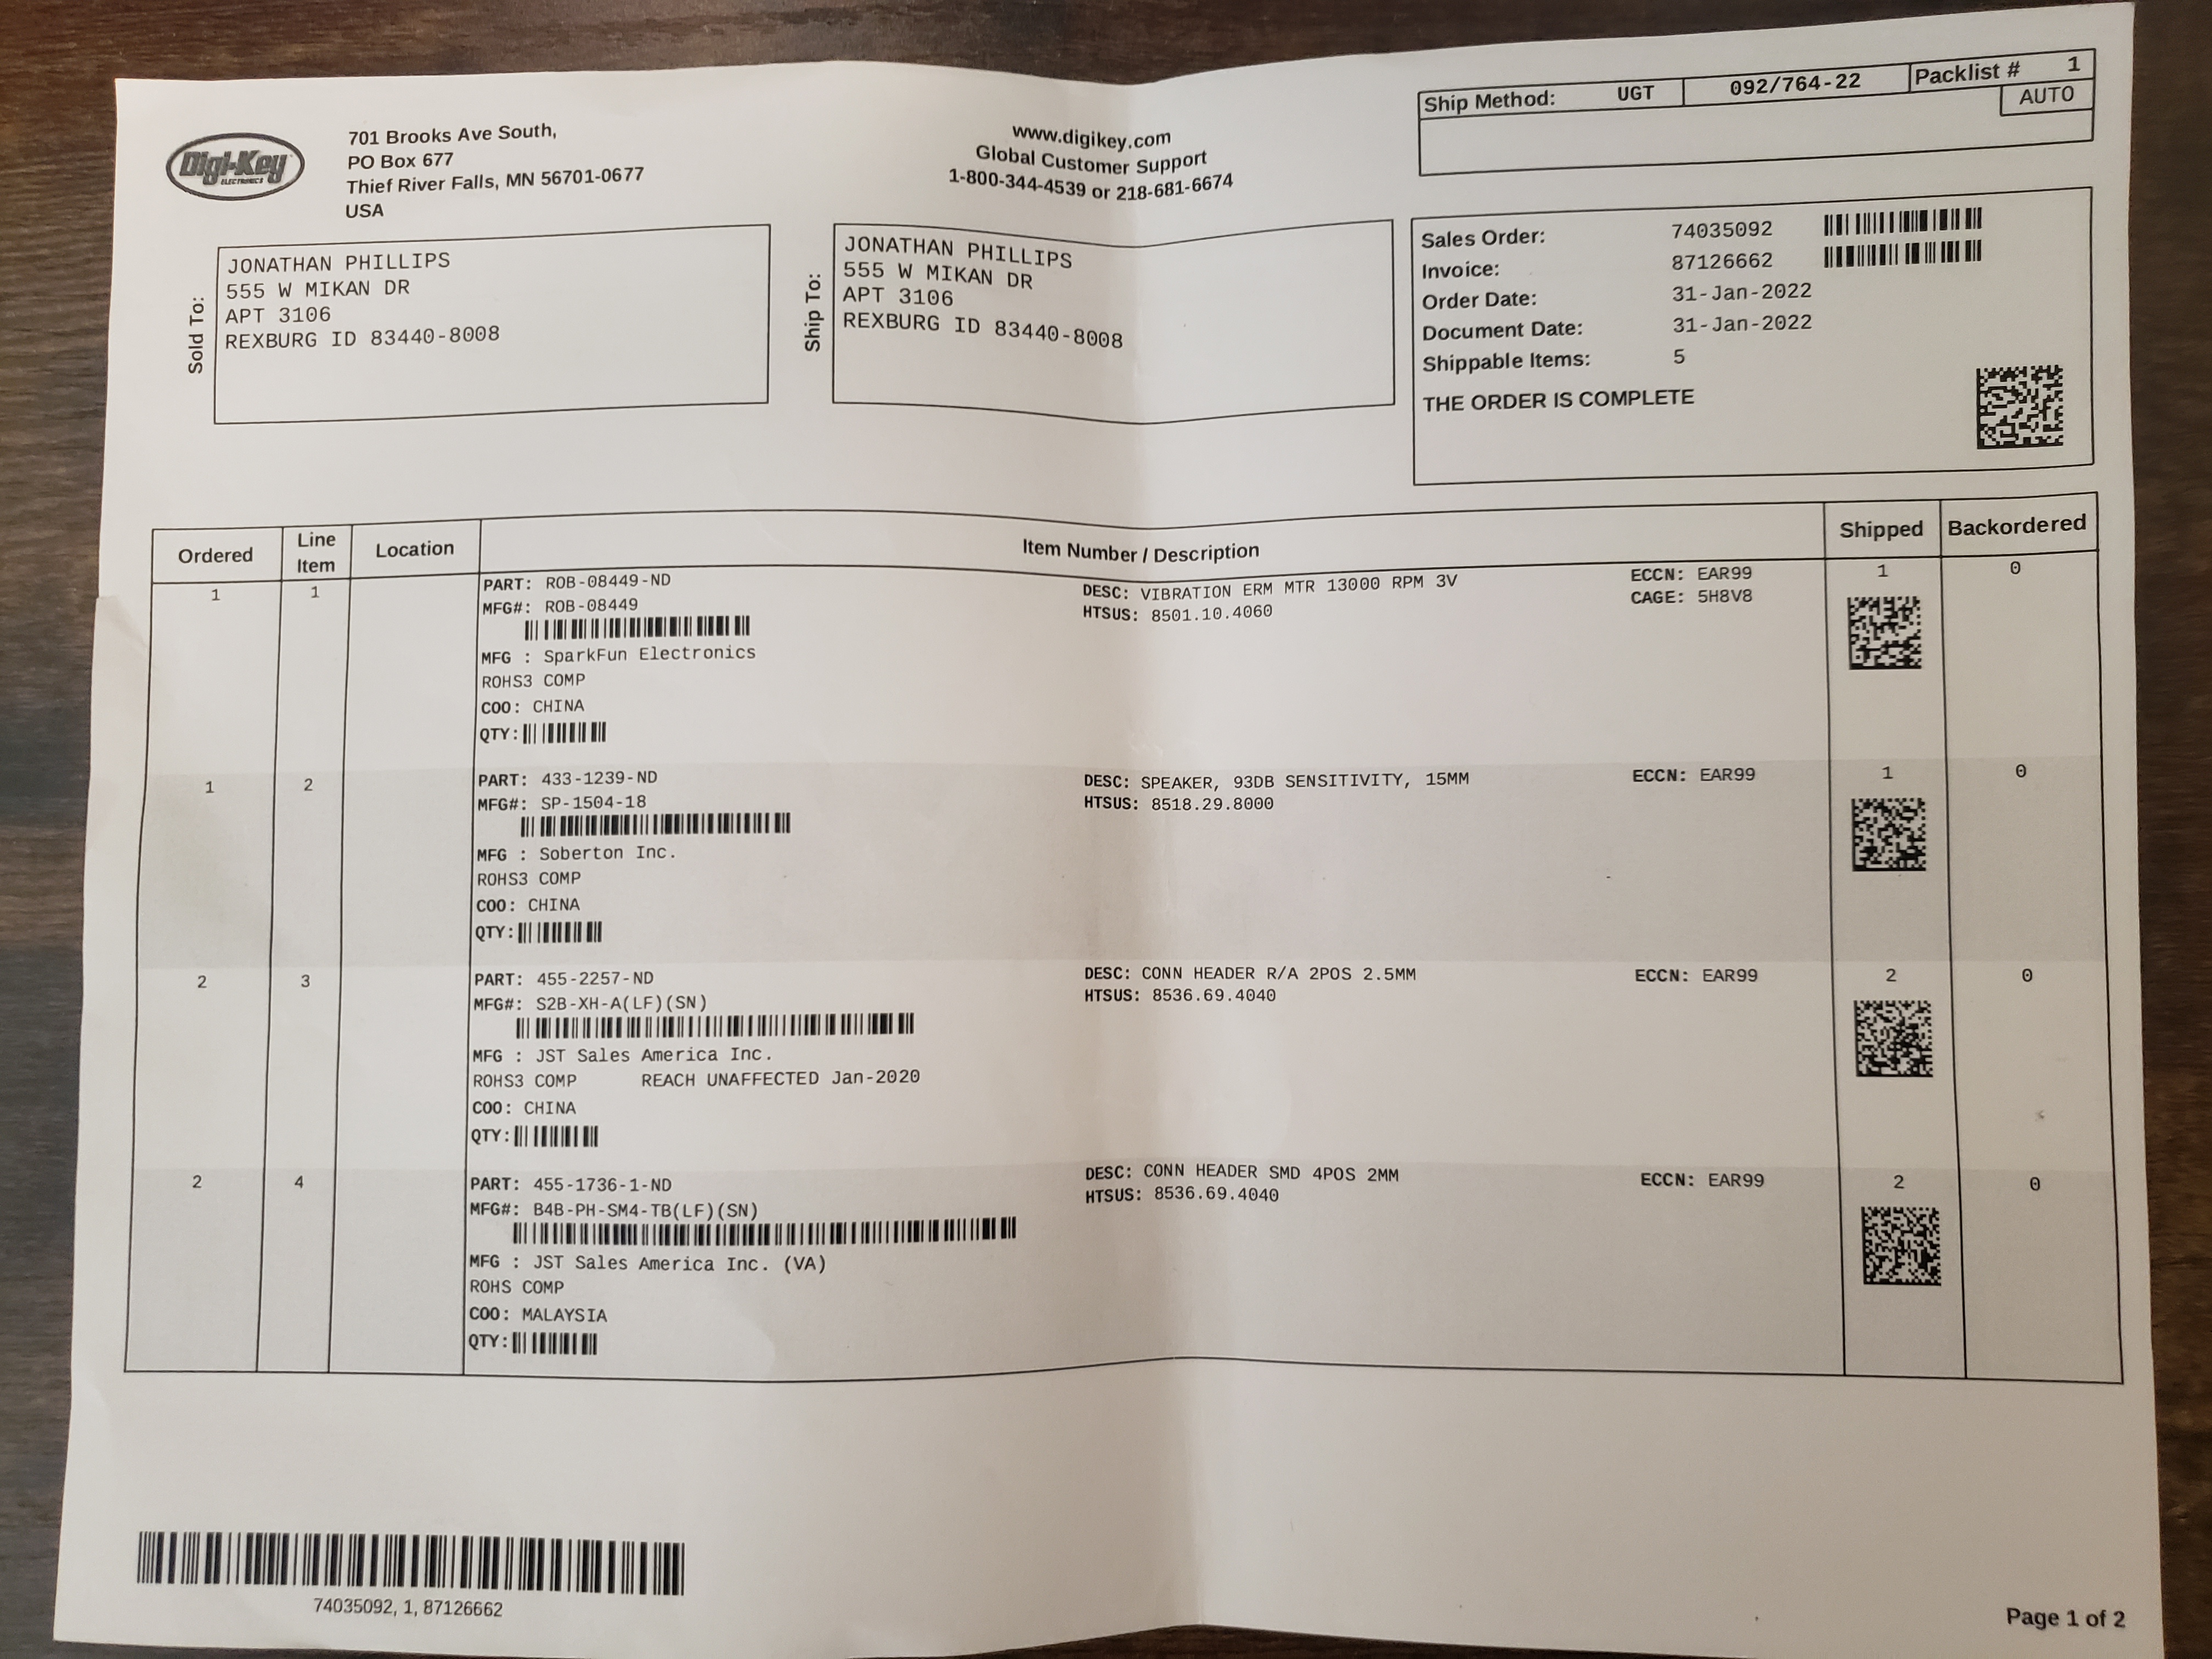 Digi-Key
ELECTRONICS
701 Brooks Ave South,
PO Box 677
Thief River Falls, MN 56701-0677
USA
www.digikey.com
Global Customer Support
1-800-344-4539 or 218-681-6674
Ship Method: UGT 092/764-22 Packlist # 1
AUTO
Sold To:
JONATHAN PHILLIPS
555 W MIKAN DR
APT 3106
REXBURG ID 83440-8008
Ship To:
JONATHAN PHILLIPS
555 W MIKAN DR
APT 3106
REXBURG ID 83440-8008
Sales Order: 74035092
Invoice: 87126662
Order Date: 31-Jan-2022
Document Date: 31-Jan-2022
Shippable Items: 5
THE ORDER IS COMPLETE
Ordered Line Item Location Item Number / Description Shipped Backordered
1 1 PART: ROB-08449-ND DESC: VIBRATION ERM MTR 13000 RPM 3V ECCN: EAR99 1 0
MFG#: ROB-08449 HTSUS: 8501.10.4060 CAGE: 5H8V8
MFG : SparkFun Electronics
ROHS3 COMP
COO: CHINA
QTY:
1 2 PART: 433-1239-ND DESC: SPEAKER, 93DB SENSITIVITY, 15MM ECCN: EAR99 1 0
MFG#: SP-1504-18 HTSUS: 8518.29.8000
MFG : Soberton Inc.
ROHS3 COMP
COO: CHINA
QTY:
2 3 PART: 455-2257-ND DESC: CONN HEADER R/A 2POS 2.5MM ECCN: EAR99 2 0
MFG#: S2B-XH-A(LF)(SN) HTSUS: 8536.69.4040
MFG : JST Sales America Inc.
ROHS3 COMP REACH UNAFFECTED Jan-2020
COO: CHINA
QTY:
2 4 PART: 455-1736-1-ND DESC: CONN HEADER SMD 4POS 2MM ECCN: EAR99 2 0
MFG#: B4B-PH-SM4-TB(LF)(SN) HTSUS: 8536.69.4040
MFG : JST Sales America Inc. (VA)
ROHS COMP
COO: MALAYSIA
QTY:
74035092, 1, 87126662
Page 1 of 2